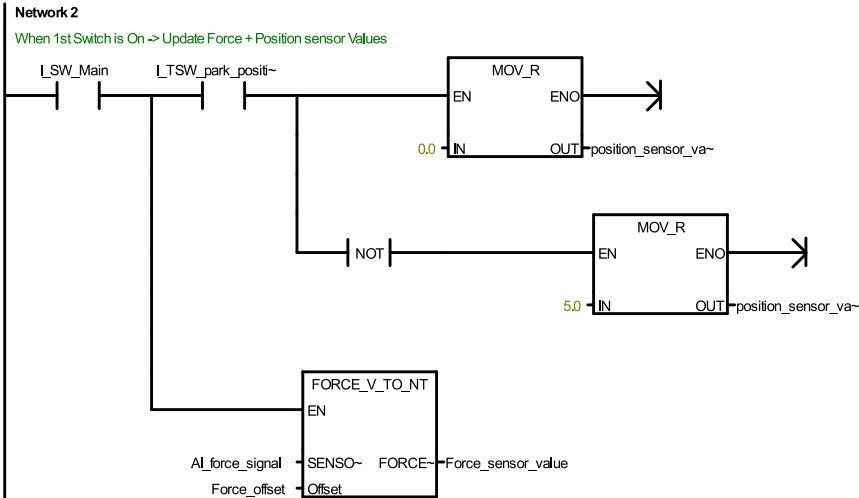 Network 2
When 1st Switch is On -> Update Force + Position sensor Values
I_SW_Main I_TSW_park_positi~
MOV_R
EN ENO
0.0 IN OUT position_sensor_va~
NOT
MOV_R
EN ENO
5.0 IN OUT position_sensor_va~
FORCE_V_TO_NT
EN
AI_force_signal SENSO~ FORCE~ Force_sensor_value
Force_offset Offset